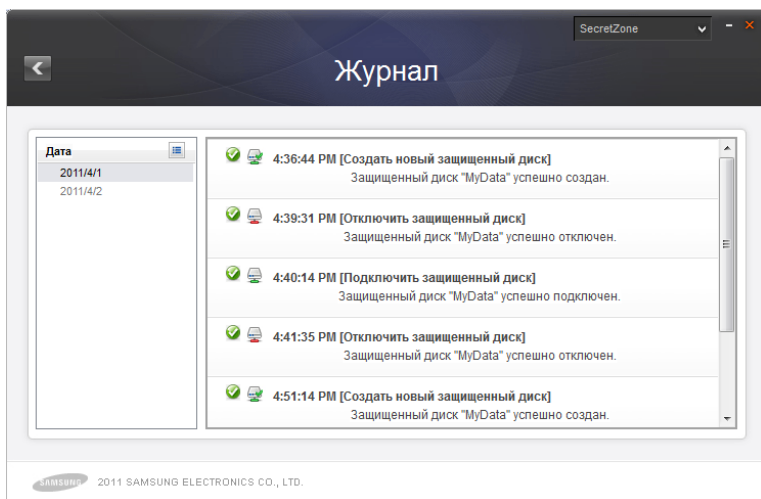 SecretZone
Журнал
Дата
2011/4/1
2011/4/2
4:36:44 PM [Создать новый защищенный диск]
Защищенный диск "MyData" успешно создан.
4:39:31 PM [Отключить защищенный диск]
Защищенный диск "MyData" успешно отключен.
4:40:14 PM [Подключить защищенный диск]
Защищенный диск "MyData" успешно подключен.
4:41:35 PM [Отключить защищенный диск]
Защищенный диск "MyData" успешно отключен.
4:51:14 PM [Создать новый защищенный диск]
Защищенный диск "MyData" успешно создан.
SAMSUNG 2011 SAMSUNG ELECTRONICS CO., LTD.